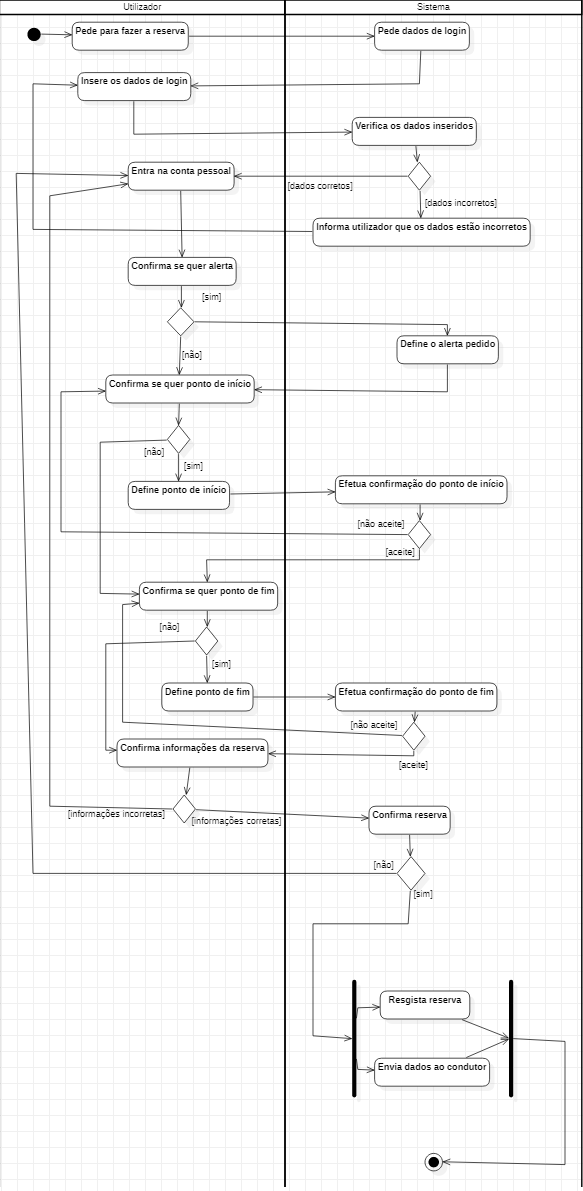 Utilizador
Sistema
Pede para fazer a reserva
Pede dados de login
Insere os dados de login
Verifica os dados inseridos
Entra na conta pessoal
[dados corretos]
[dados incorretos]
Informa utilizador que os dados estão incorretos
Confirma se quer alerta
[sim]
Define o alerta pedido
[não]
Confirma se quer ponto de início
[não]
[sim]
Define ponto de início
Efetua confirmação do ponto de início
[não aceite]
[aceite]
Confirma se quer ponto de fim
[não]
[sim]
Define ponto de fim
Efetua confirmação do ponto de fim
[não aceite]
Confirma informações da reserva
[aceite]
[informações incorretas]
[informações corretas]
Confirma reserva
[não]
[sim]
Resgista reserva
Envia dados ao condutor